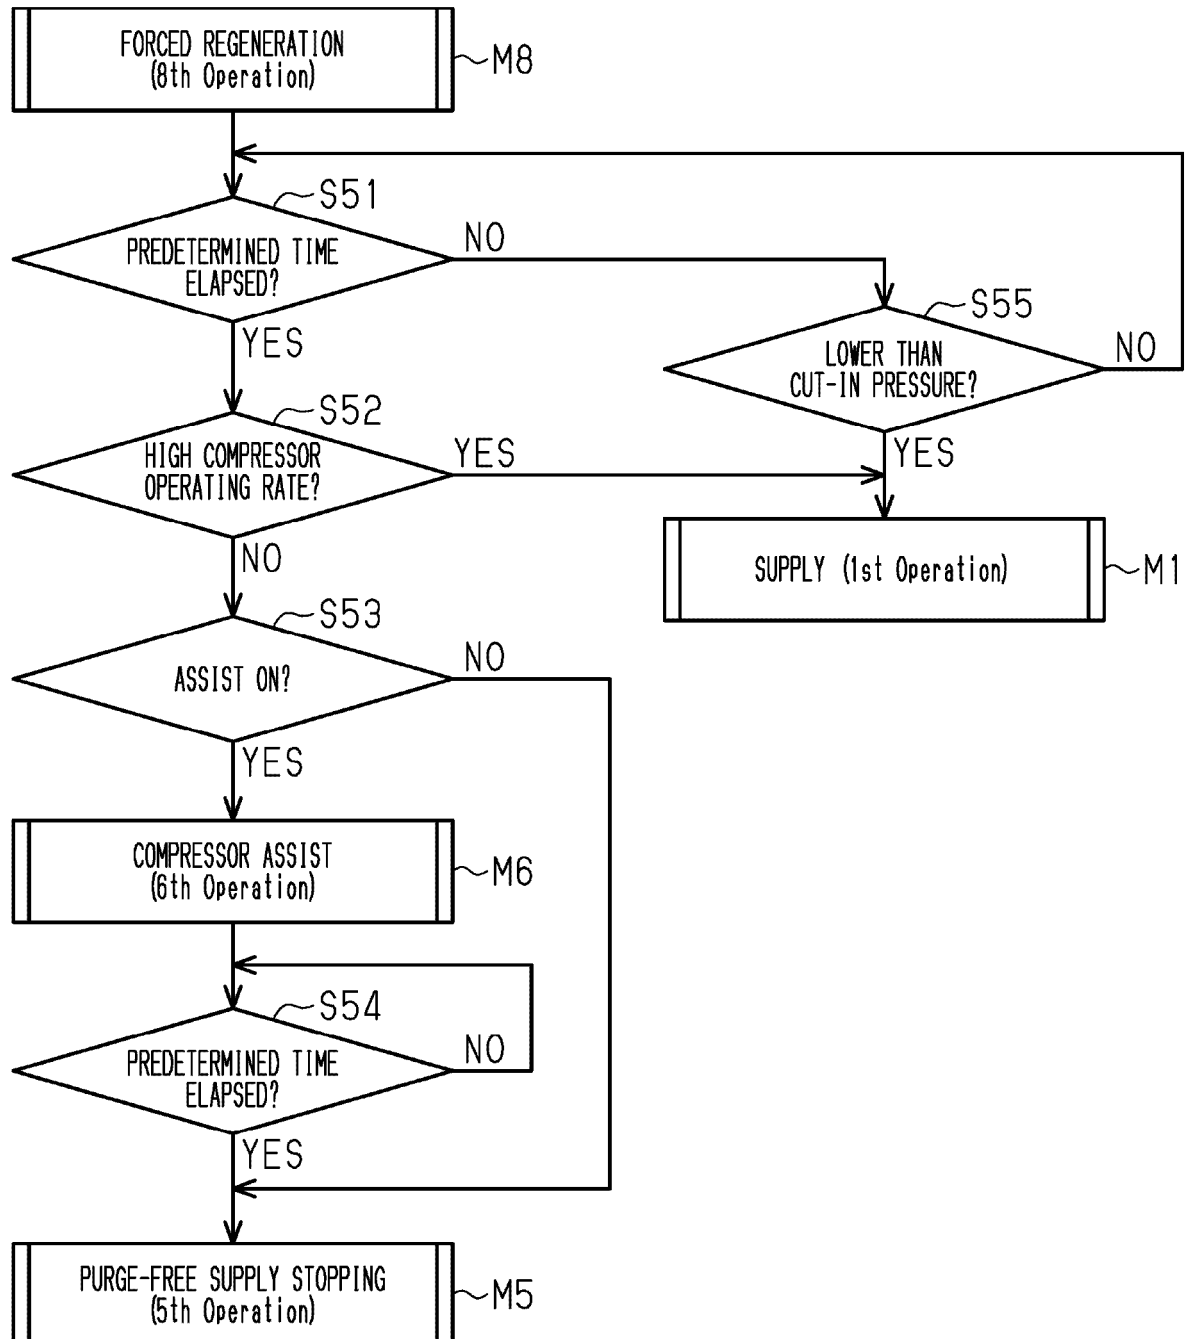 FORCED REGENERATION
(8th Operation)
M8
S51
PREDETERMINED TIME
ELAPSED?
NO
YES
S55
LOWER THAN
CUT-IN PRESSURE?
NO
YES
S52
HIGH COMPRESSOR
OPERATING RATE?
YES
NO
SUPPLY (1st Operation)
M1
S53
ASSIST ON?
NO
YES
COMPRESSOR ASSIST
(6th Operation)
M6
S54
PREDETERMINED TIME
ELAPSED?
NO
YES
PURGE-FREE SUPPLY STOPPING
(5th Operation)
M5